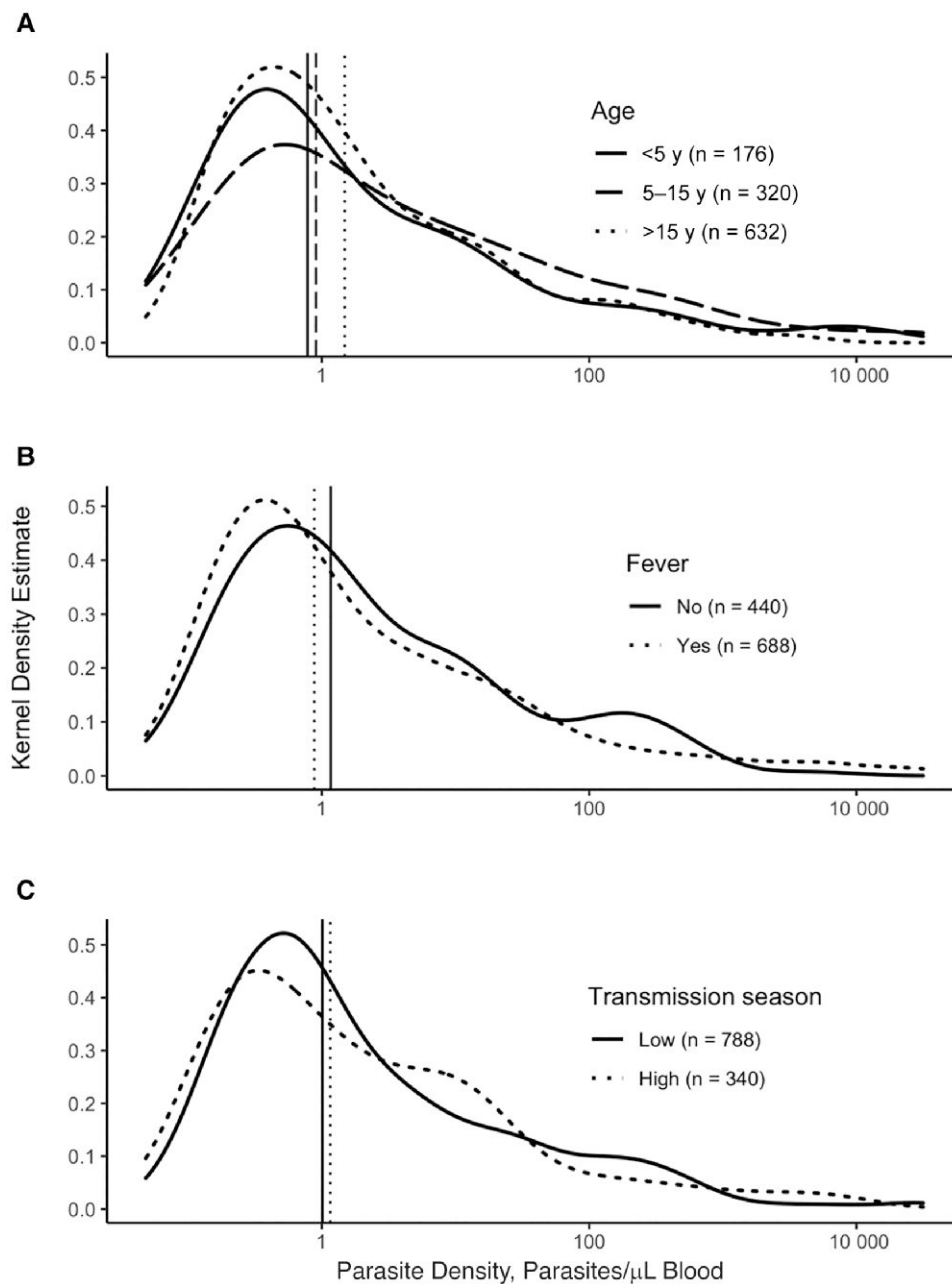 A
0.5
0.4
0.3
0.2
0.1
0.0
1
100
10 000
Age
<5 y (n = 176)
5–15 y (n = 320)
>15 y (n = 632)
B
Kernel Density Estimate
0.5
0.4
0.3
0.2
0.1
0.0
1
100
10 000
Fever
No (n = 440)
Yes (n = 688)
C
0.5
0.4
0.3
0.2
0.1
0.0
1
100
10 000
Transmission season
Low (n = 788)
High (n = 340)
Parasite Density, Parasites/μL Blood